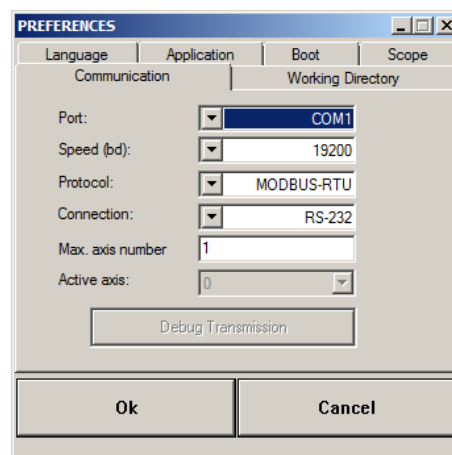 PREFERENCES
Language Application Boot Scope
Communication Working Directory
Port: COM1
Speed (bd): 19200
Protocol: MODBUS-RTU
Connection: RS-232
Max. axis number 1
Active axis: 0
Debug Transmission
Ok Cancel